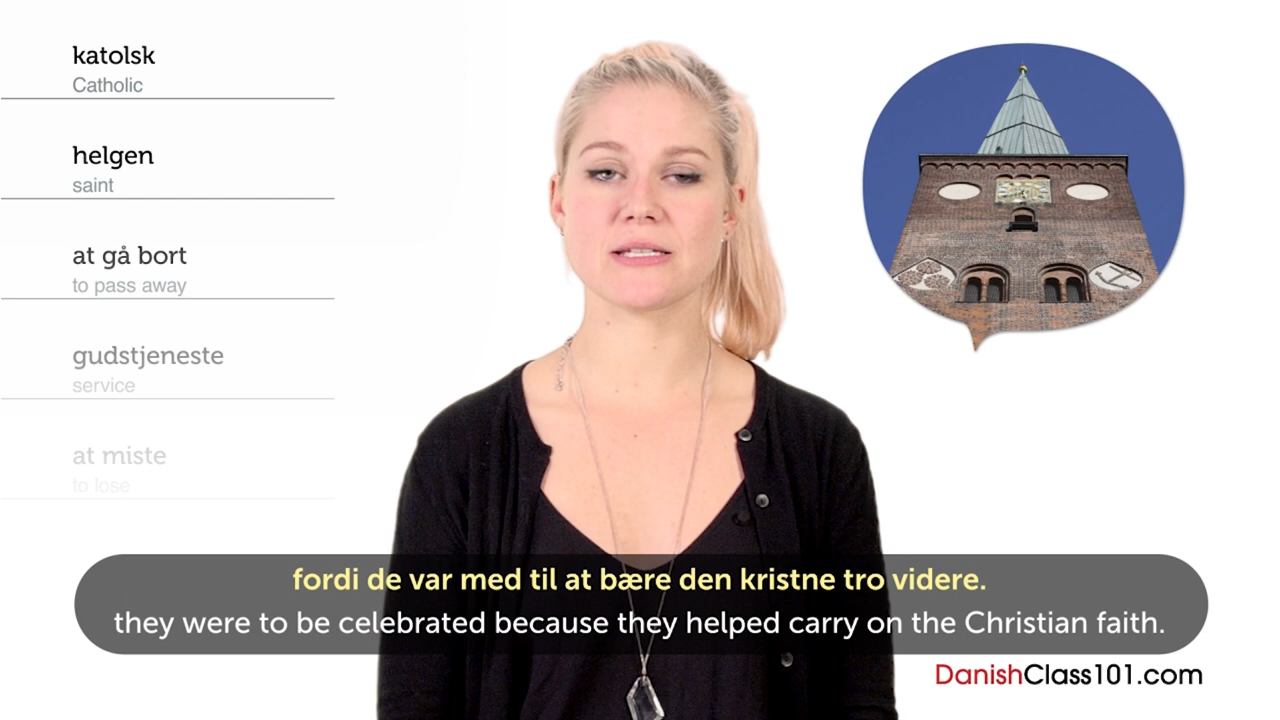 katolsk
Catholic
helgen
saint
at gå bort
to pass away
gudstjeneste
service
at miste
to lose
fordi de var med til at bære den kristne tro videre.
they were to be celebrated because they helped carry on the Christian faith.
DanishClass101.com